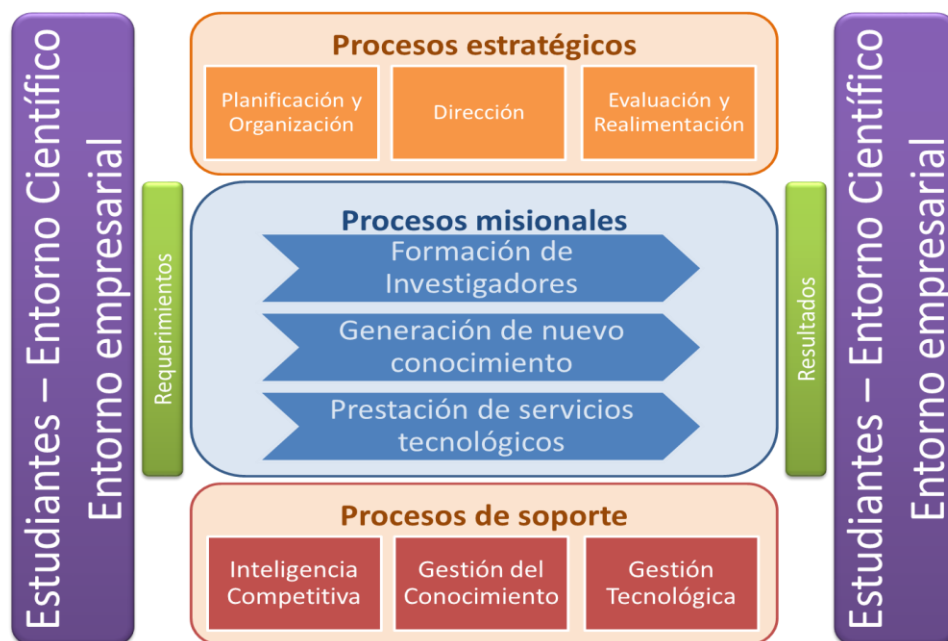 Estudiantes – Entorno Científico
Entorno empresarial
Requerimientos
Procesos estratégicos
Planificación y
Organización
Dirección
Evaluación y
Realimentación
Procesos misionales
Formación de
Investigadores
Generación de nuevo
conocimiento
Prestación de servicios
tecnológicos
Procesos de soporte
Inteligencia
Competitiva
Gestión del
Conocimiento
Gestión
Tecnológica
Resultados
Estudiantes – Entorno Científico
Entorno empresarial